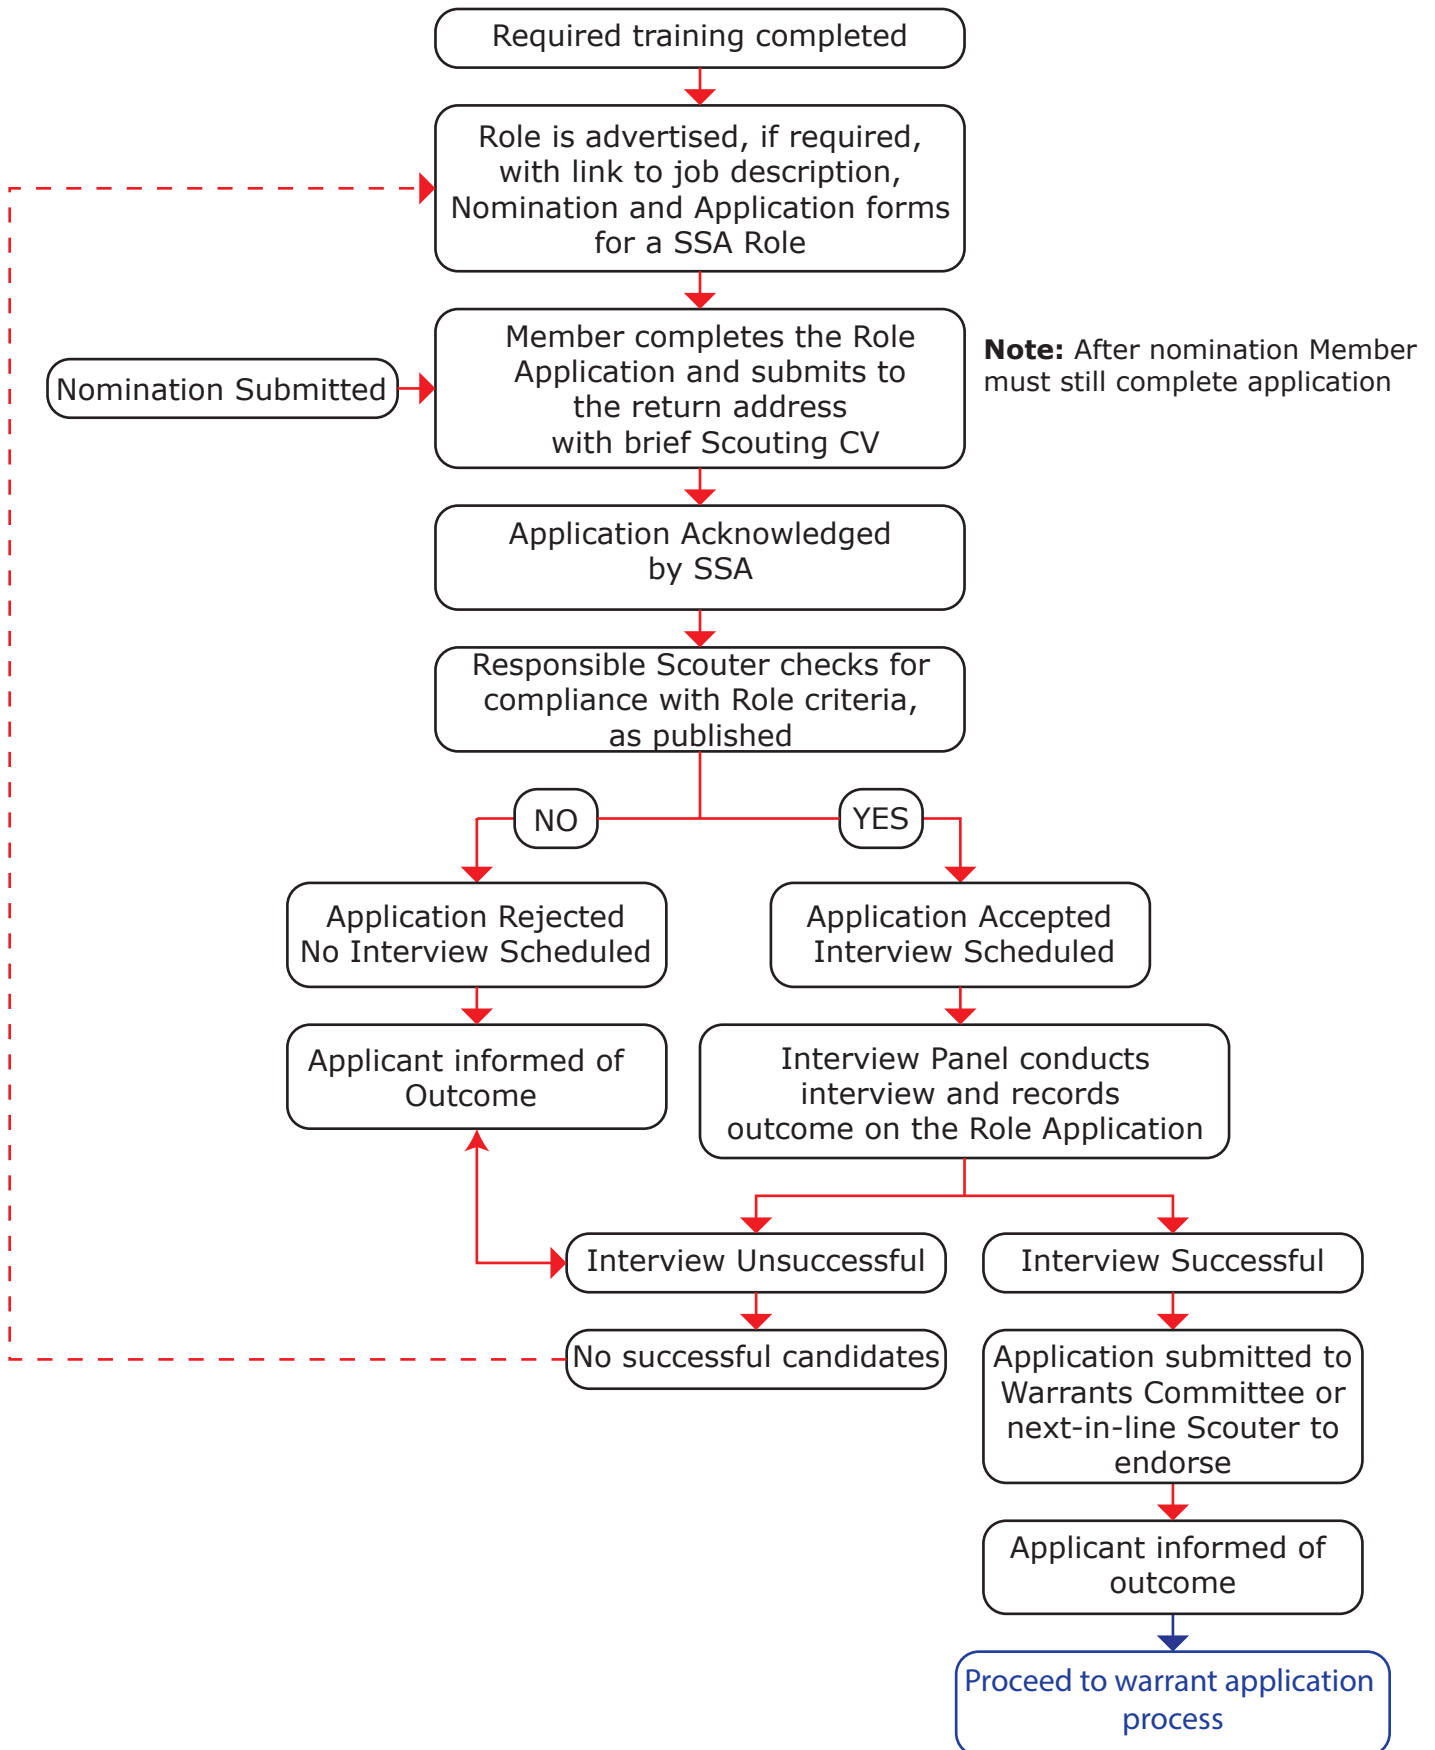 Required training completed
Role is advertised, if required,
with link to job description,
Nomination and Application forms
for a SSA Role
Nomination Submitted
Member completes the Role
Application and submits to
the return address
with brief Scouting CV
Note: After nomination Member
must still complete application
Application Acknowledged
by SSA
Responsible Scouter checks for
compliance with Role criteria,
as published
NO
YES
Application Rejected
No Interview Scheduled
Application Accepted
Interview Scheduled
Applicant informed of
Outcome
Interview Panel conducts
interview and records
outcome on the Role Application
Interview Unsuccessful
Interview Successful
No successful candidates
Application submitted to
Warrants Committee or
next-in-line Scouter to
endorse
Applicant informed of
outcome
Proceed to warrant application
process